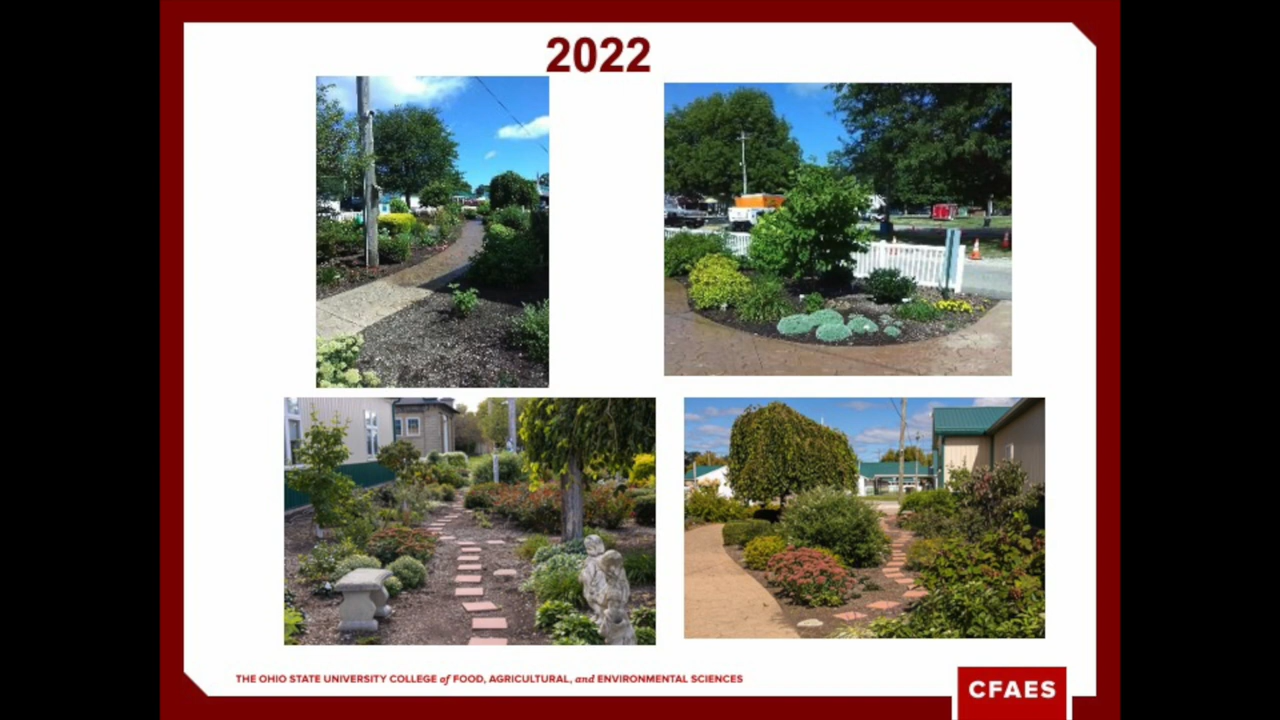 2022
THE OHIO STATE UNIVERSITY COLLEGE of FOOD, AGRICULTURAL, and ENVIRONMENTAL SCIENCES
CFAES